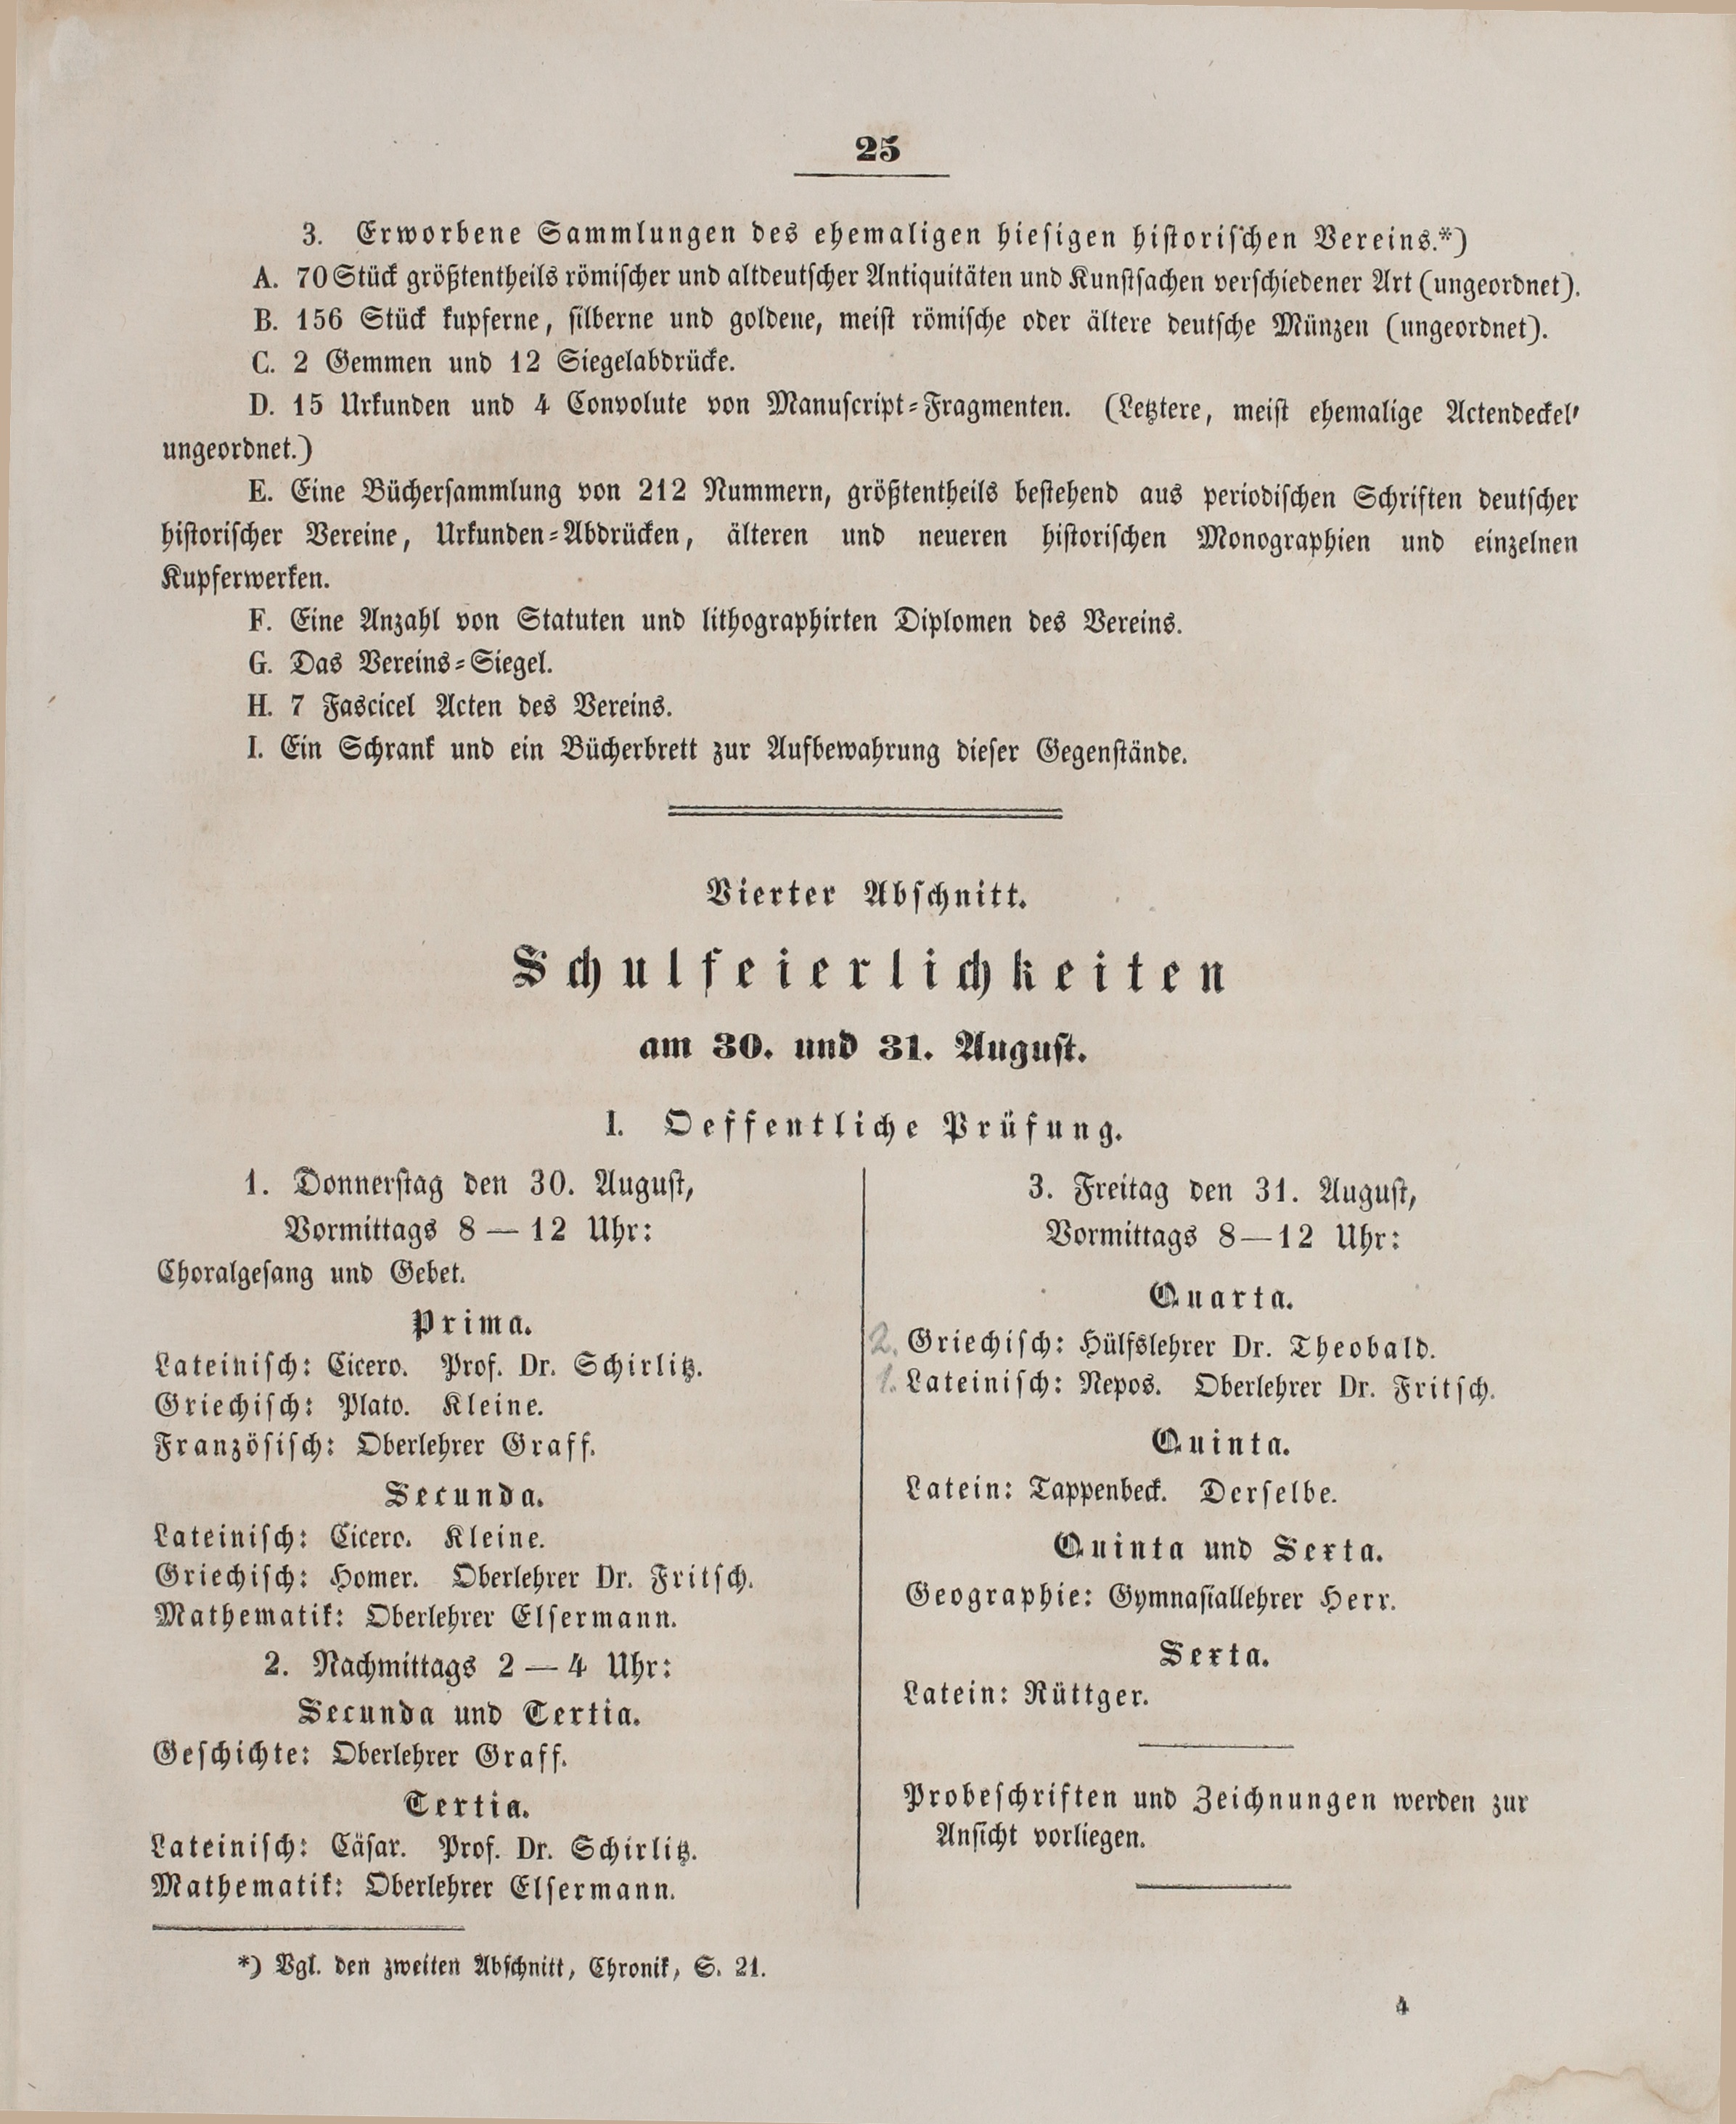 25
3. Erworbene Sammlungen des ehemaligen hiesigen historischen Vereins.*)
A. 70 Stück größtentheils römischer und altdeutscher Antiquitäten und Kunstsachen verschiedener Art (ungeordnet).
B. 156 Stück kupferne, silberne und goldene, meist römische oder ältere deutsche Münzen (ungeordnet).
C. 2 Gemmen und 12 Siegelabdrücke.
D. 15 Urkunden und 4 Convolute von Manuscript=Fragmenten. (Letztere, meist ehemalige Actendeckel,
ungeordnet.)
E. Eine Büchersammlung von 212 Nummern, größtentheils bestehend aus periodischen Schriften deutscher
historischer Vereine, Urkunden=Abdrücken, älteren und neueren historischen Monographien und einzelnen
Kupferwerken.
F. Eine Anzahl von Statuten und lithographirten Diplomen des Vereins.
G. Das Vereins=Siegel.
H. 7 Fascicel Acten des Vereins.
I. Ein Schrank und ein Bücherbrett zur Aufbewahrung dieser Gegenstände.
Vierter Abschnitt.
Schulfeierlichkeiten
am 30. und 31. August.
I. Oeffentliche Prüfung.
1. Donnerstag den 30. August,
Vormittags 8 — 12 Uhr:
Choralgesang und Gebet.
Prima.
Lateinisch: Cicero. Prof. Dr. Schirlitz.
Griechisch: Plato. Kleine.
Französisch: Oberlehrer Graff.
Secunda.
Lateinisch: Cicero. Kleine.
Griechisch: Homer. Oberlehrer Dr. Fritsch.
Mathematik: Oberlehrer Elsermann.
2. Nachmittags 2 — 4 Uhr:
Secunda und Tertia.
Geschichte: Oberlehrer Graff.
Tertia.
Lateinisch: Cäsar. Prof. Dr. Schirlitz.
Mathematik: Oberlehrer Elsermann.
3. Freitag den 31. August,
Vormittags 8—12 Uhr:
Quarta.
2. Griechisch: Hülfslehrer Dr. Theobald.
1. Lateinisch: Nepos. Oberlehrer Dr. Fritsch.
Quinta.
Latein: Tappenbeck. Derselbe.
Quinta und Sexta.
Geographie: Gymnasiallehrer Herr.
Sexta.
Latein: Rüttger.
Probeschriften und Zeichnungen werden zur
Ansicht vorliegen.
*) Vgl. den zweiten Abschnitt, Chronik, S. 21.
4